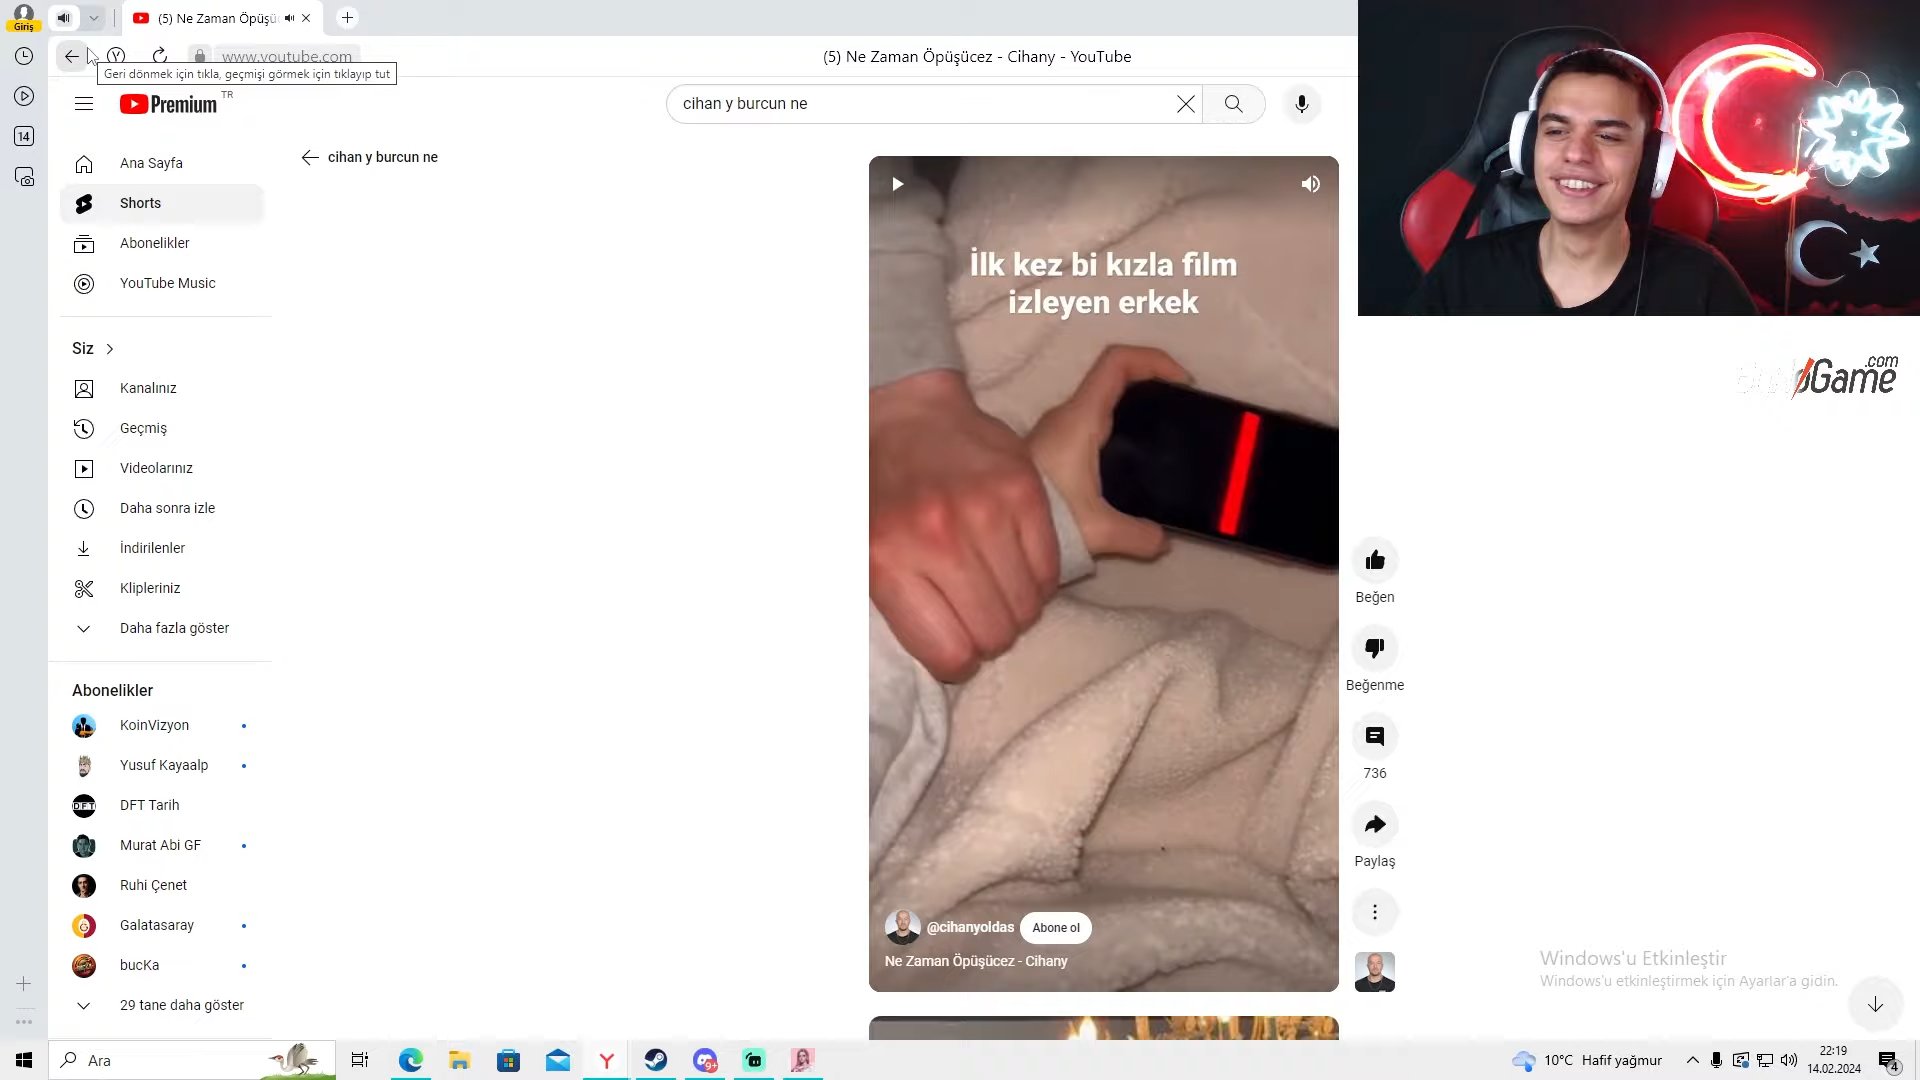 Giriş
(5) Ne Zaman Öpüşü
www.youtube.com
(5) Ne Zaman Öpüşücez - Cihany - YouTube
Geri dönmek için tıkla, geçmişi görmek için tıklayıp tut
Premium TR
cihan y burcun ne
14
Ana Sayfa
Shorts
Abonelikler
YouTube Music
Siz
Kanalınız
Geçmiş
Videolarınız
Daha sonra izle
İndirilenler
Klipleriniz
Daha fazla göster
Abonelikler
KoinVizyon
Yusuf Kayaalp
DFT
DFT Tarih
Murat Abi GF
Ruhi Çenet
Galatasaray
bucKa
29 tane daha göster
cihan y burcun ne
İlk kez bi kızla film
izleyen erkek
@cihanyoldas
Abone ol
Ne Zaman Öpüşücez - Cihany
Beğen
Beğenme
736
Paylaş
Game.com
Windows'u Etkinleştir
Windows'u etkinleştirmek için Ayarlar'a gidin.
Ara
9+
10°C Hafif yağmur
22:19
14.02.2024
4